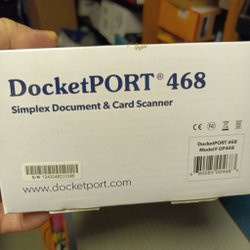 DocketPORT® 468
Simplex Document & Card Scanner
DocketPORT 468
Model# DP468
www.docketport.com